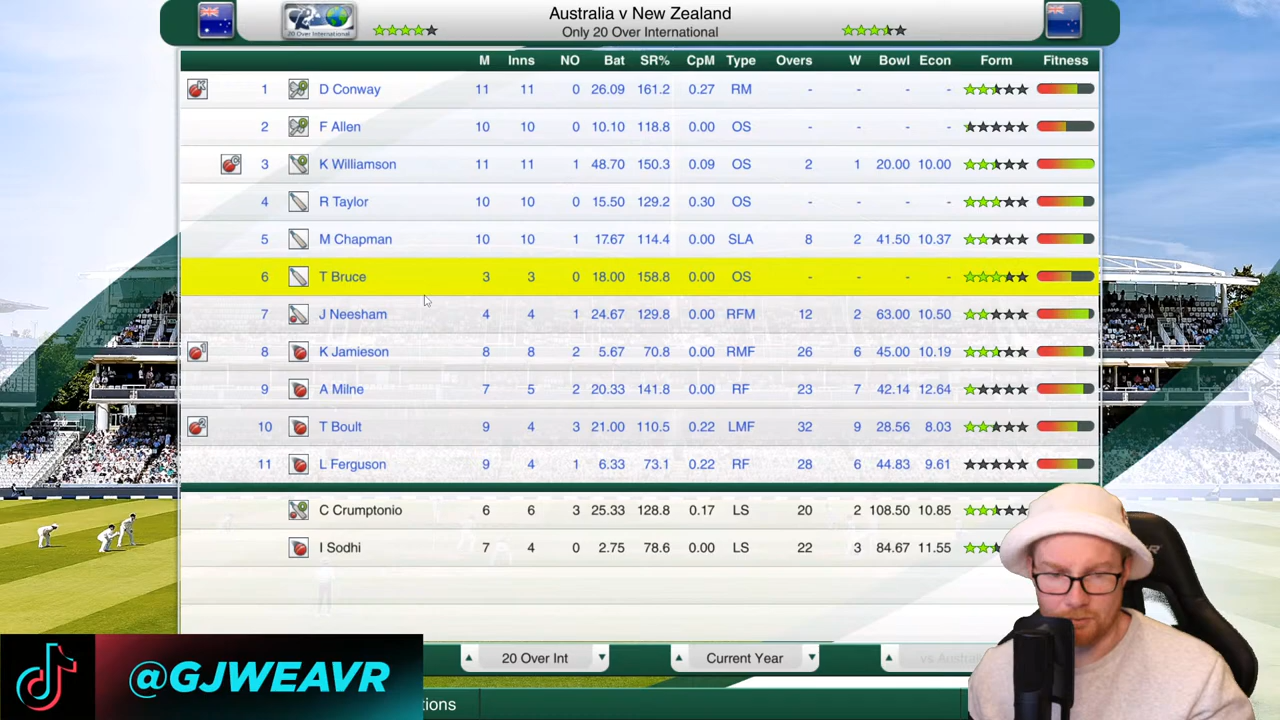 Australia v New Zealand
20 Over International
Only 20 Over International
M Inns NO Bat SR% CpM Type Overs W Bowl Econ Form Fitness
1 D Conway 11 11 0 26.09 161.2 0.27 RM - - - -
2 F Allen 10 10 0 10.10 118.8 0.00 OS - - - -
3 K Williamson 11 11 1 48.70 150.3 0.09 OS 2 1 20.00 10.00
4 R Taylor 10 10 0 15.50 129.2 0.30 OS - - - -
5 M Chapman 10 10 1 17.67 114.4 0.00 SLA 8 2 41.50 10.37
6 T Bruce 3 3 0 18.00 158.8 0.00 OS - - - -
7 J Neesham 4 4 1 24.67 129.8 0.00 RFM 12 2 63.00 10.50
8 K Jamieson 8 8 2 5.67 70.8 0.00 RMF 26 6 45.00 10.19
9 A Milne 7 5 2 20.33 141.8 0.00 RF 23 7 42.14 12.64
10 T Boult 9 4 3 21.00 110.5 0.22 LMF 32 9 28.56 8.03
11 L Ferguson 9 4 1 6.33 73.1 0.22 RF 28 6 44.83 9.61
C Crumptonio 6 6 3 25.33 128.8 0.17 LS 20 2 108.50 10.85
I Sodhi 7 4 0 2.75 78.6 0.00 LS 22 3 84.67 11.55
20 Over Int Current Year vs Austral
@GJWEAVR
tions